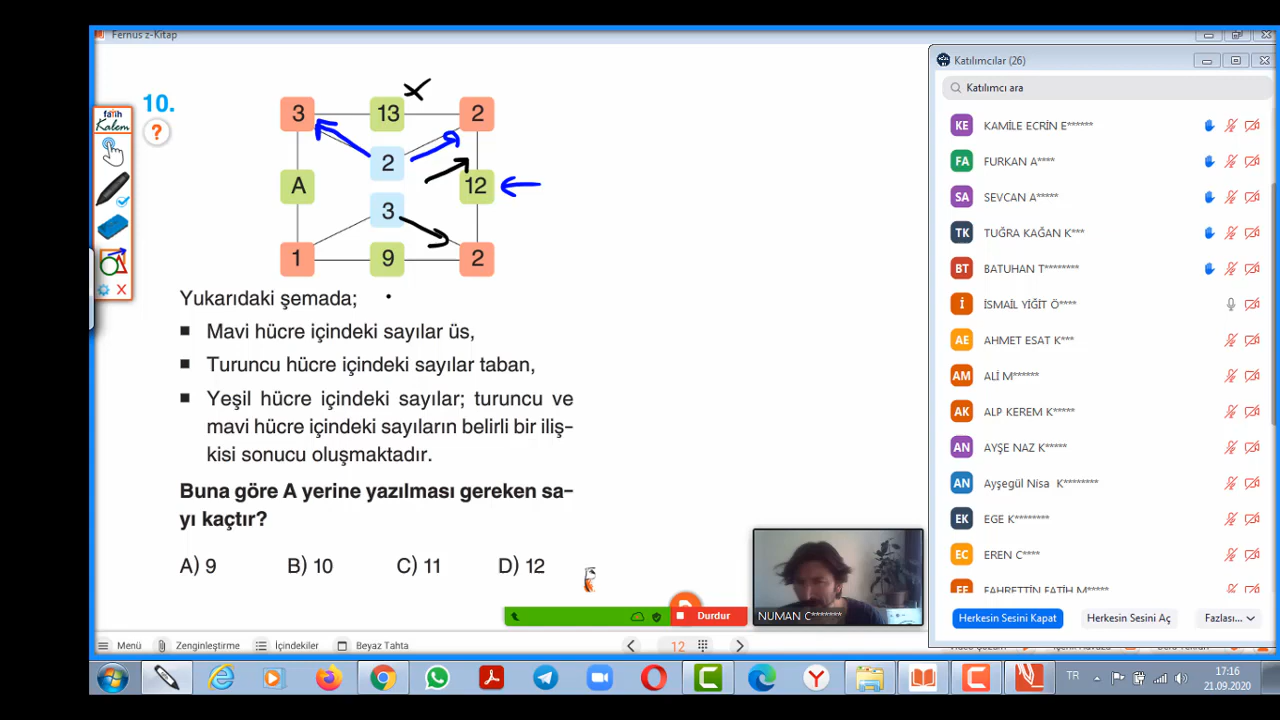 Fernus z-Kitap
Katılımcılar (26)
Katılımcı ara
fatih
Kalem
10.
?
3 13 2
2
A 12
3
1 9 2
Yukarıdaki şemada;
Mavi hücre içindeki sayılar üs,
Turuncu hücre içindeki sayılar taban,
Yeşil hücre içindeki sayılar; turuncu ve
mavi hücre içindeki sayıların belirli bir iliş-
kisi sonucu oluşmaktadır.
Buna göre A yerine yazılması gereken sa-
yı kaçtır?
A) 9 B) 10 C) 11 D) 12
KE KAMİLE ECRİN E******
FA FURKAN A****
SA SEVCAN A*****
TK TUĞRA KAĞAN K***
BT BATUHAN T********
İ İSMAİL YİĞİT Ö****
AE AHMET ESAT K***
AM ALİ M******
AK ALP KEREM K*****
AN AYŞE NAZ K*****
AN Ayşegül Nisa K********
EK EGE K********
EC EREN C****
FAHRETTİN FATİH M*****
Herkesin Sesini Kapat Herkesin Sesini Aç Fazlası...
NUMAN C*******
Durdur
Menü Zenginleştirme İçindekiler Beyaz Tahta 12
TR 17:16
21.09.2020